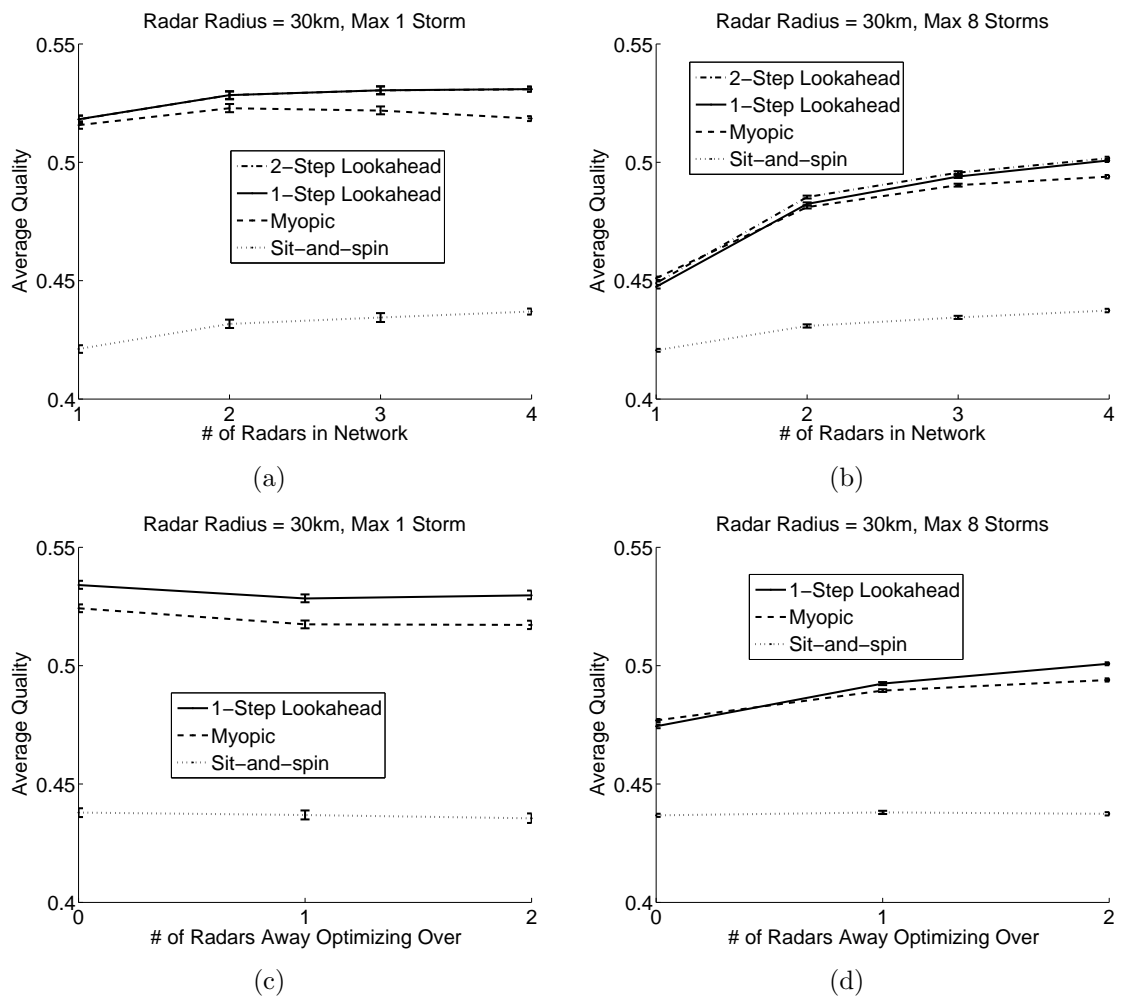 Radar Radius = 30km, Max 1 Storm
0.55
0.5
0.45
0.4
Average Quality
2-Step Lookahead
1-Step Lookahead
Myopic
Sit-and-spin
1 2 3 4
# of Radars in Network
(a)
Radar Radius = 30km, Max 8 Storms
0.55
0.5
0.45
0.4
Average Quality
2-Step Lookahead
1-Step Lookahead
Myopic
Sit-and-spin
1 2 3 4
# of Radars in Network
(b)
Radar Radius = 30km, Max 1 Storm
0.55
0.5
0.45
0.4
Average Quality
1-Step Lookahead
Myopic
Sit-and-spin
0 1 2
# of Radars Away Optimizing Over
(c)
Radar Radius = 30km, Max 8 Storms
0.55
0.5
0.45
0.4
Average Quality
1-Step Lookahead
Myopic
Sit-and-spin
0 1 2
# of Radars Away Optimizing Over
(d)